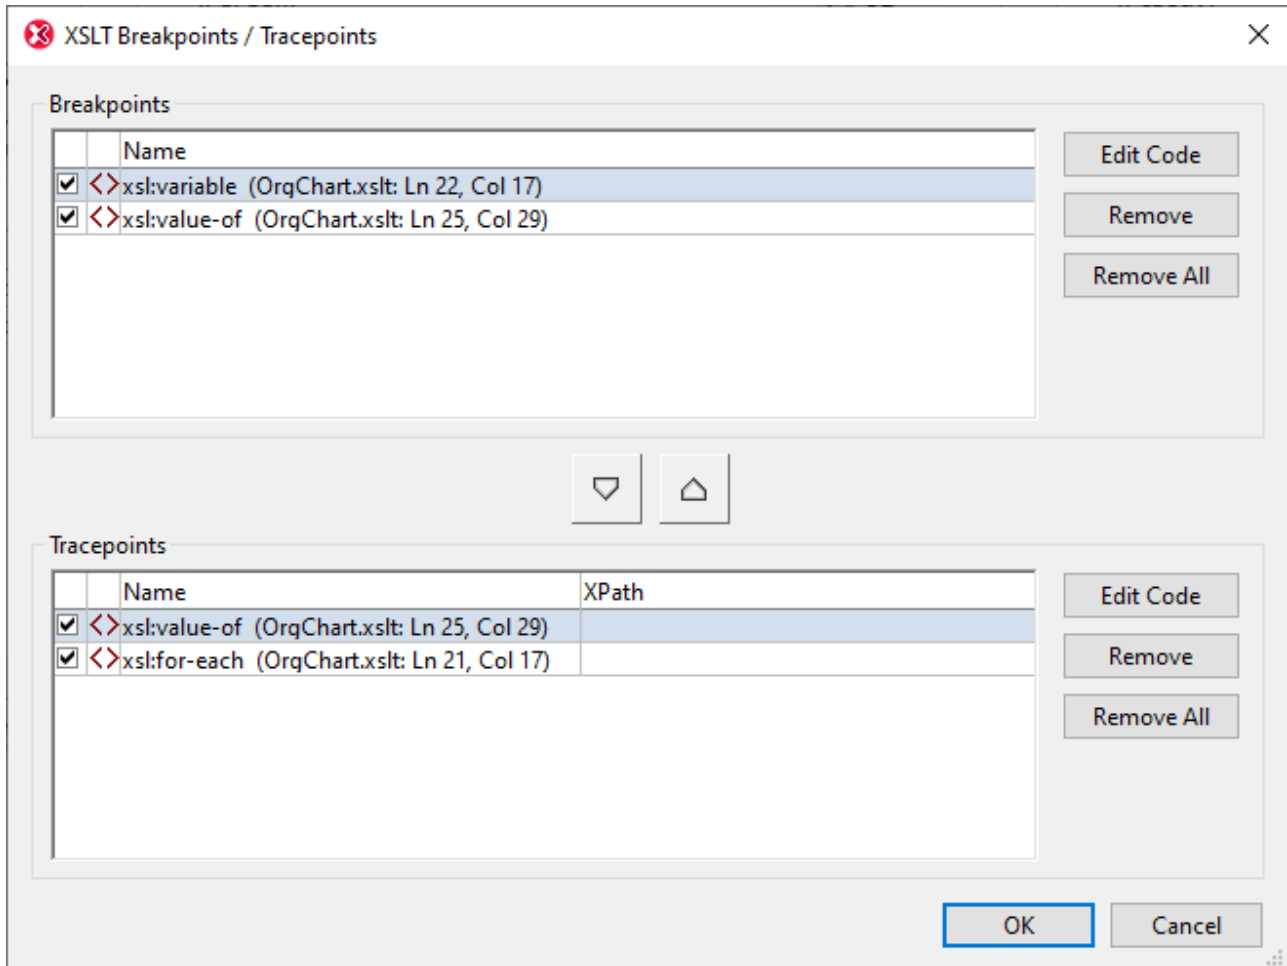 XSLT Breakpoints / Tracepoints
Breakpoints
Name
xsl:variable (OrgChart.xslt: Ln 22, Col 17)
xsl:value-of (OrgChart.xslt: Ln 25, Col 29)
Edit Code
Remove
Remove All
Tracepoints
Name XPath
xsl:value-of (OrgChart.xslt: Ln 25, Col 29)
xsl:for-each (OrgChart.xslt: Ln 21, Col 17)
Edit Code
Remove
Remove All
OK Cancel